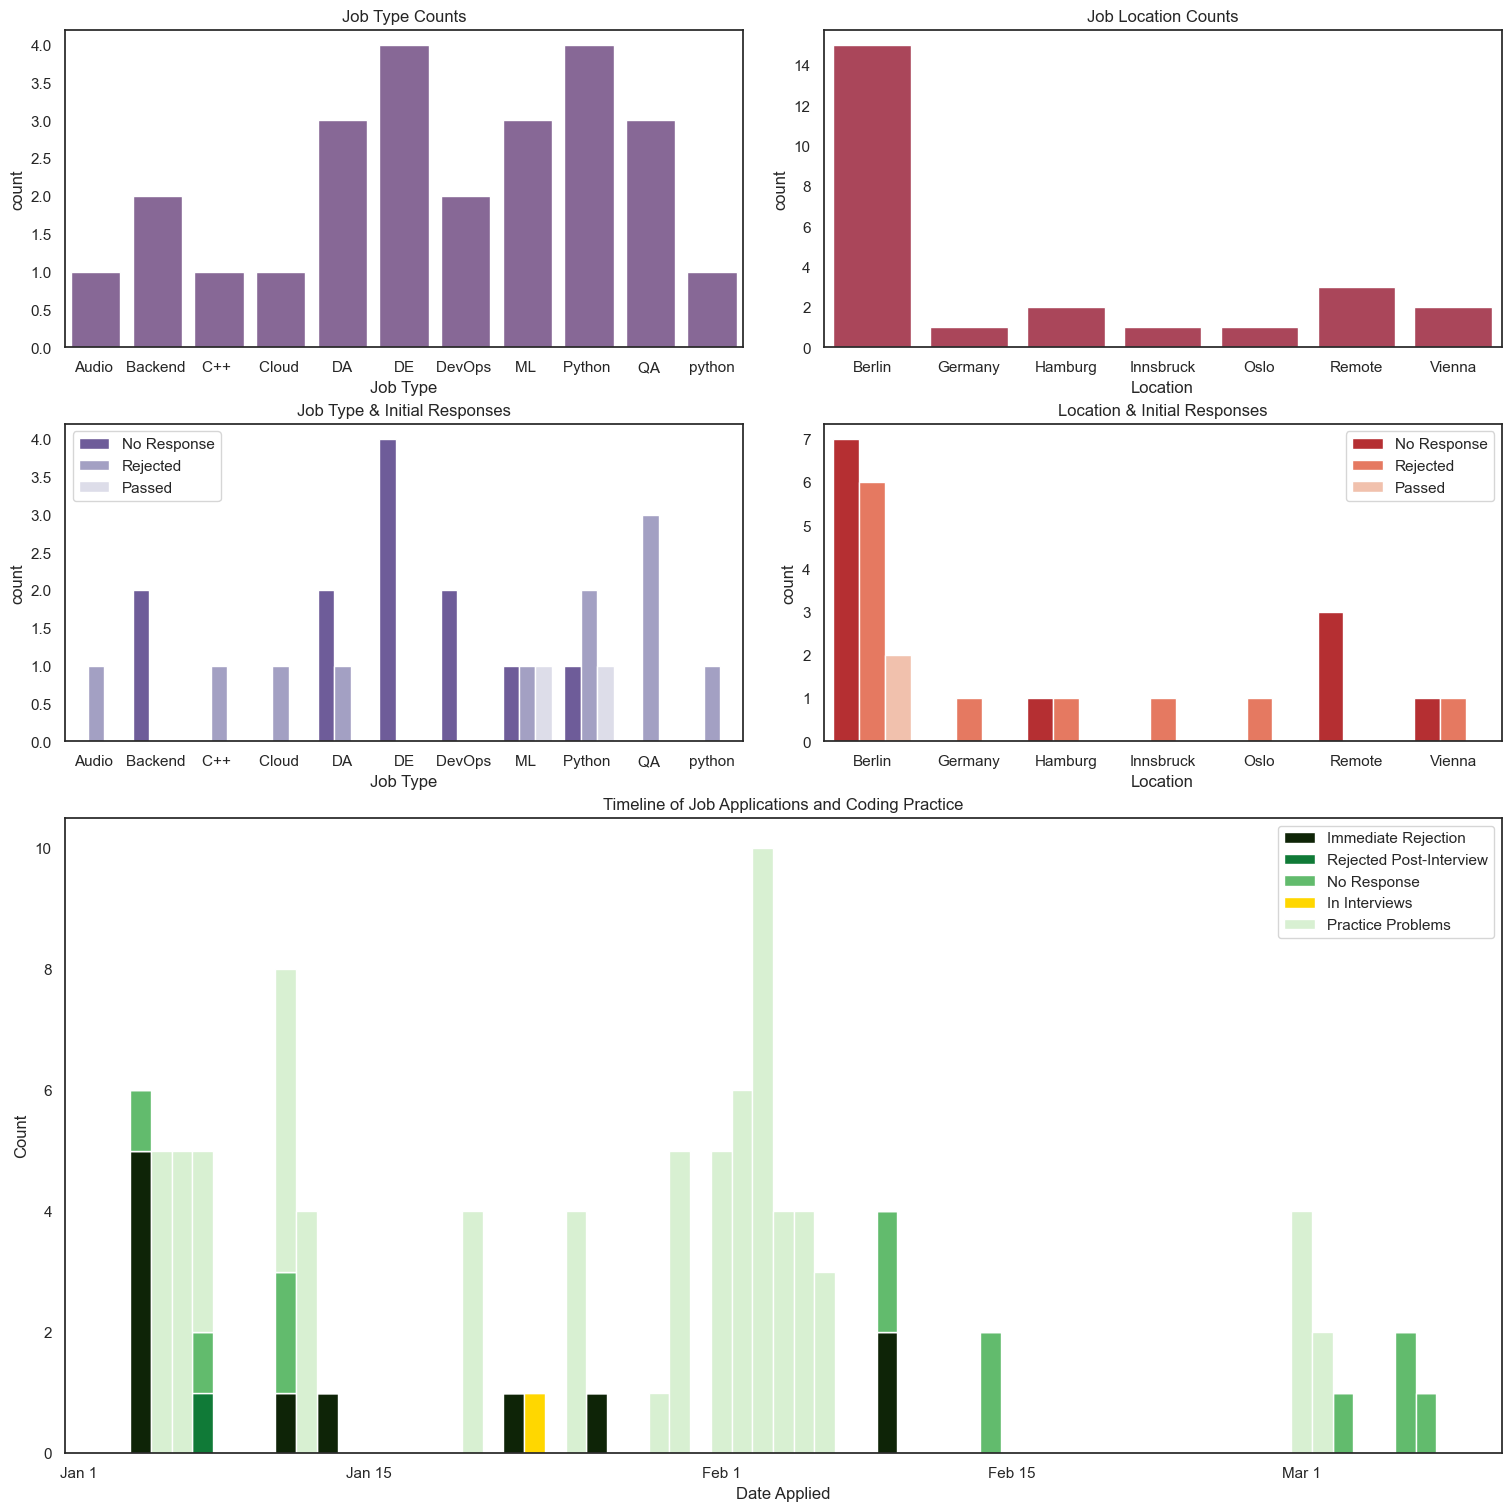 Job Type Counts
4.0
3.5
3.0
2.5
2.0
1.5
1.0
0.5
0.0
count
Audio Backend C++ Cloud DA DE DevOps ML Python QA python
Job Type
Job Location Counts
14
12
10
8
6
4
2
0
count
Berlin Germany Hamburg Innsbruck Oslo Remote Vienna
Location
Job Type & Initial Responses
No Response
Rejected
Passed
4.0
3.5
3.0
2.5
2.0
1.5
1.0
0.5
0.0
count
Audio Backend C++ Cloud DA DE DevOps ML Python QA python
Job Type
Location & Initial Responses
No Response
Rejected
Passed
7
6
5
4
3
2
1
0
count
Berlin Germany Hamburg Innsbruck Oslo Remote Vienna
Location
Timeline of Job Applications and Coding Practice
Immediate Rejection
Rejected Post-Interview
No Response
In Interviews
Practice Problems
10
8
6
4
2
0
Count
Jan 1 Jan 15 Feb 1 Feb 15 Mar 1
Date Applied